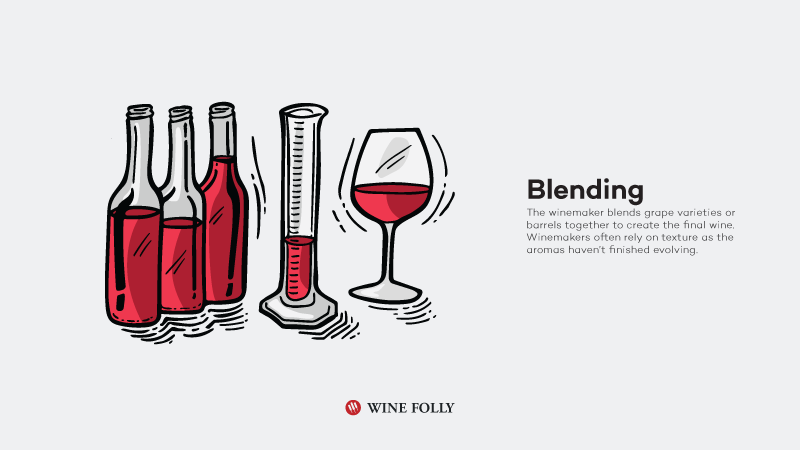 Blending
The winemaker blends grape varieties or
barrels together to create the final wine.
Winemakers often rely on texture as the
aromas haven't finished evolving.
WINE FOLLY